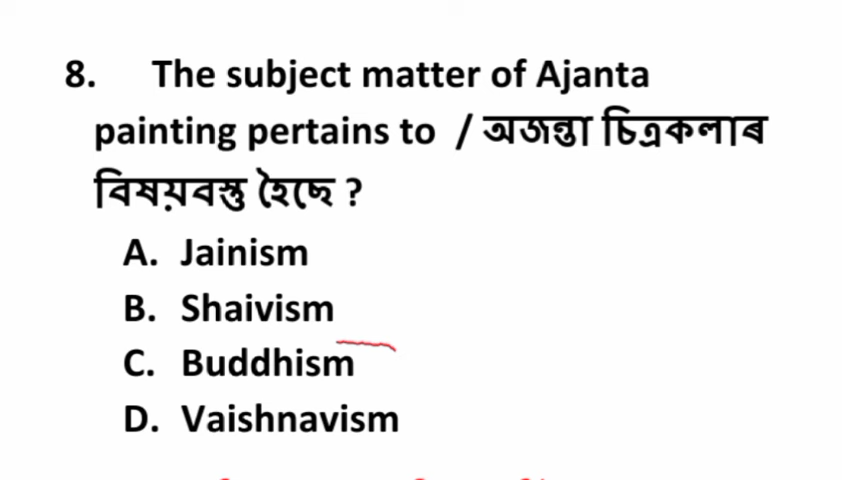 8. The subject matter of Ajanta
painting pertains to / অজন্তা চিত্ৰকলাৰ
বিষয়বস্তু হৈছে ?
A. Jainism
B. Shaivism
C. Buddhism
D. Vaishnavism